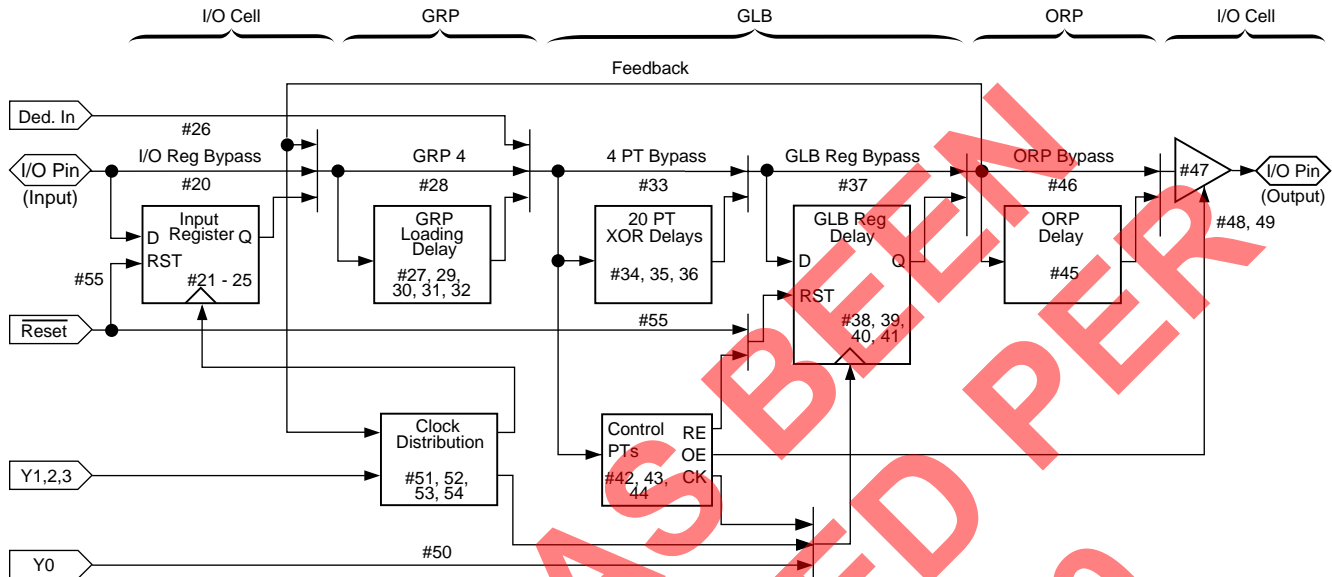 I/O Cell
GRP
GLB
ORP
I/O Cell
Feedback
Ded. In
#26
I/O Pin
(Input)
I/O Reg Bypass
#20
GRP 4
#28
4 PT Bypass
#33
GLB Reg Bypass
#37
ORP Bypass
#46
#47
I/O Pin
(Output)
#48, 49
Input
Register
D
Q
RST
#21 - 25
#55
GRP
Loading
Delay
#27, 29,
30, 31, 32
20 PT
XOR Delays
#34, 35, 36
GLB Reg
Delay
D
Q
RST
#38, 39,
40, 41
ORP
Delay
#45
Reset
#55
Clock
Distribution
#51, 52,
53, 54
Control
PTs
RE
OE
CK
#42, 43,
44
Y1,2,3
Y0
#50
AS BEEN
ED PER